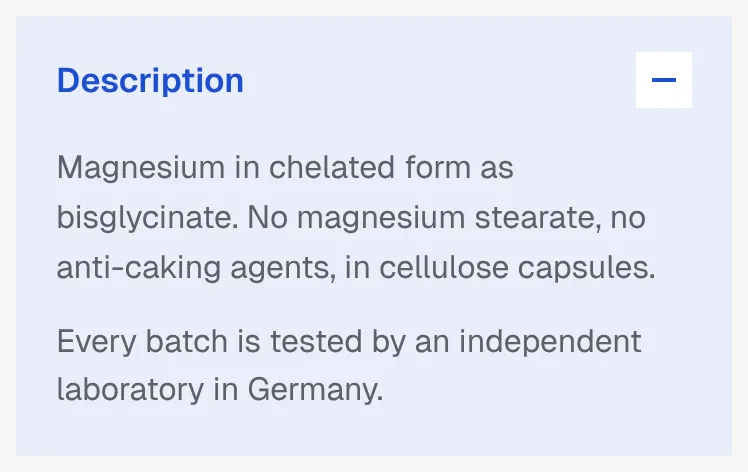 Description
Magnesium in chelated form as
bisglycinate. No magnesium stearate, no
anti-caking agents, in cellulose capsules.
Every batch is tested by an independent
laboratory in Germany.